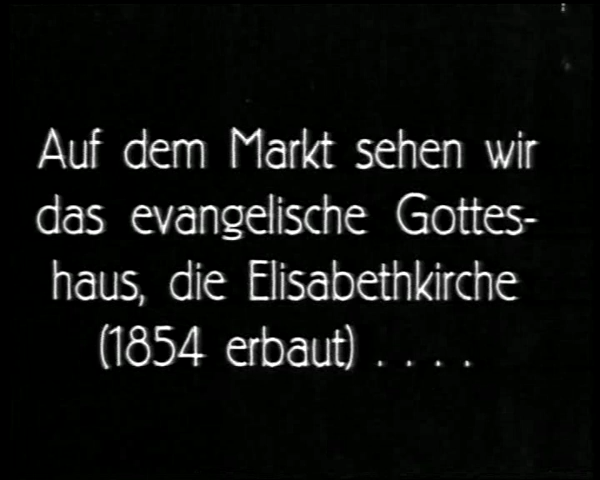 Auf dem Markt sehen wir
das evangelische Gottes-
haus, die Elisabethkirche
(1854 erbaut) . . . .